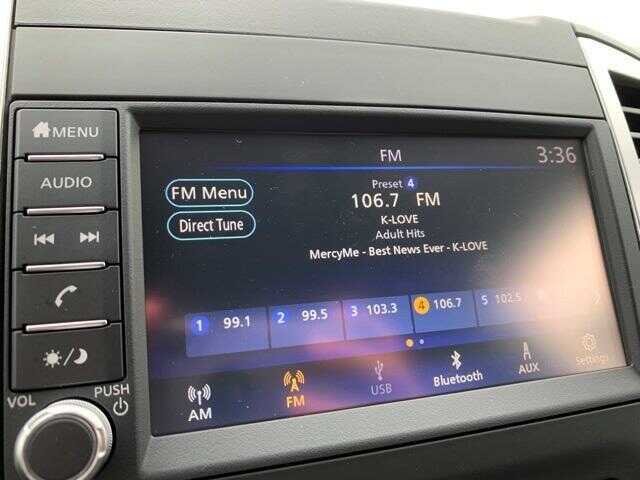 MENU
AUDIO
VOL
PUSH
FM
3:36
FM Menu
Direct Tune
Preset 4
106.7 FM
K-LOVE
Adult Hits
MercyMe - Best News Ever - K-LOVE
1 99.1
2 99.5
3 103.3
4 106.7
5 102.5
AM
FM
USB
Bluetooth
AUX
Settings